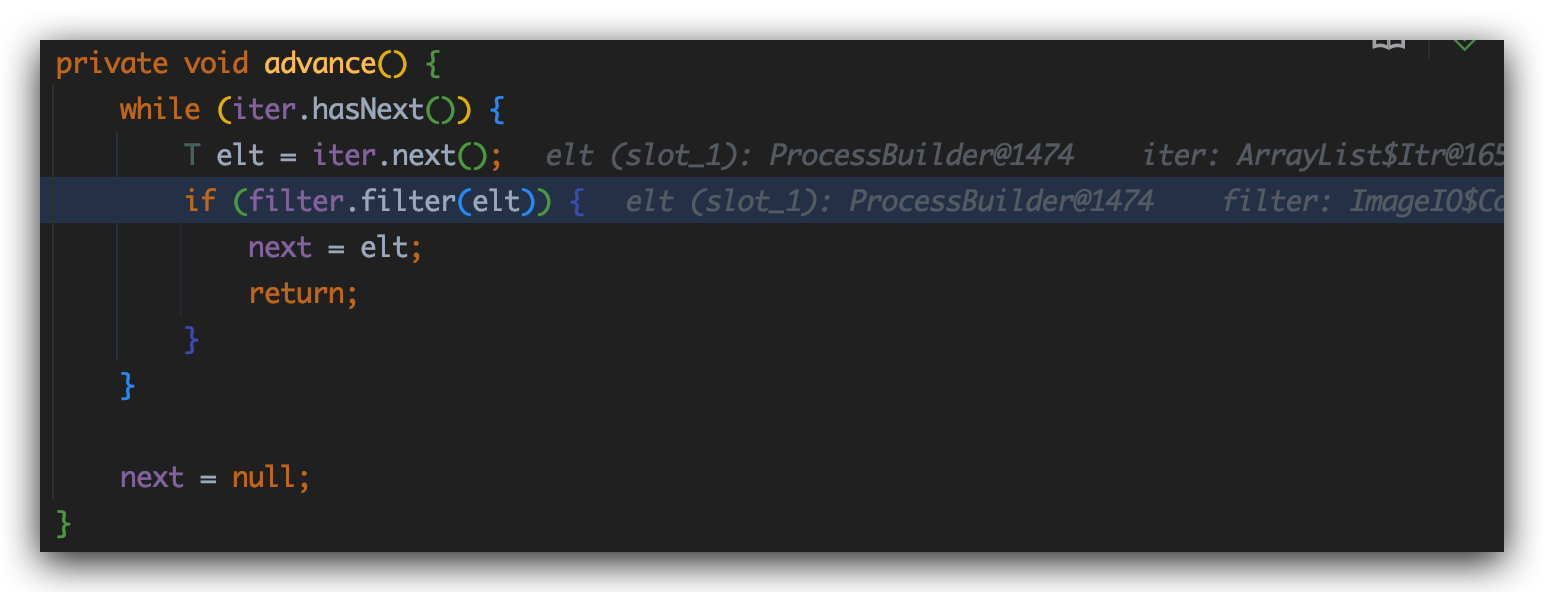 private void advance() {
while (iter.hasNext()) {
T elt = iter.next(); elt (slot_1): ProcessBuilder@1474 iter: ArrayList$Itr@165
if (filter.filter(elt)) { elt (slot_1): ProcessBuilder@1474 filter: ImageIO$Co
next = elt;
return;
}
}
next = null;
}